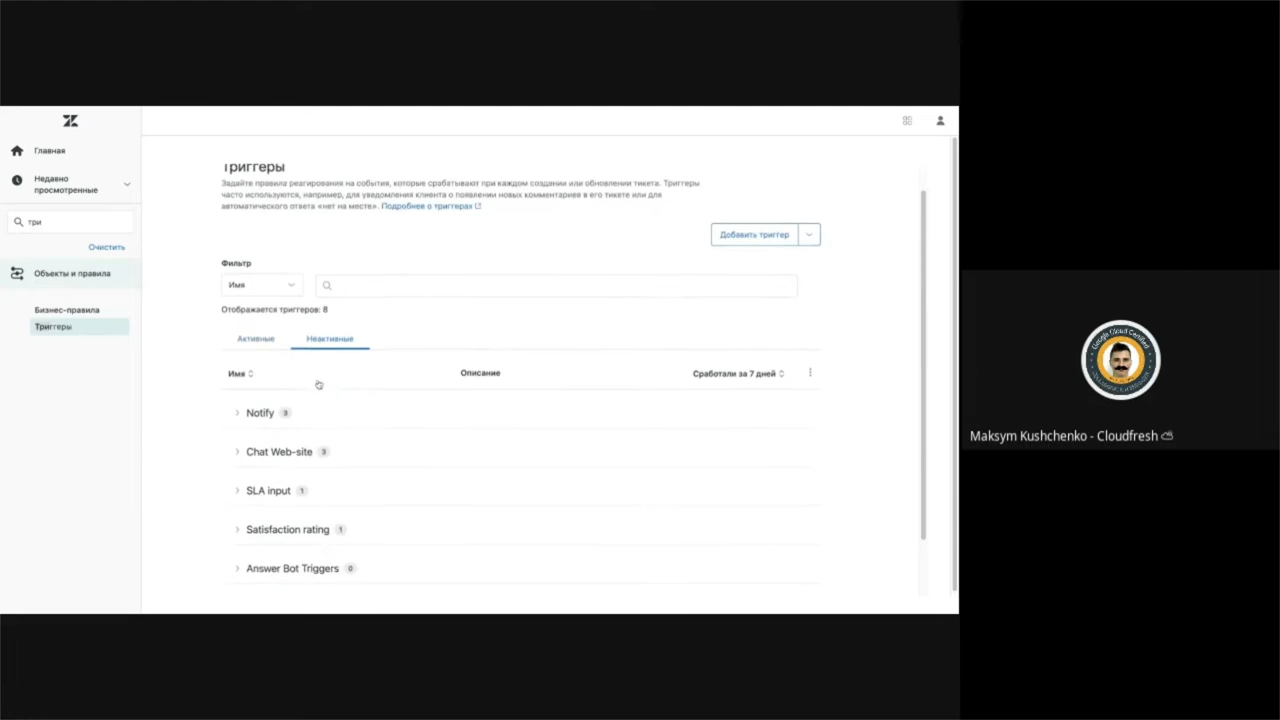 Главная
Недавно
просмотренные
три
Очистить
Объекты и правила
Бизнес-правила
Триггеры
Триггеры
Задайте правила реагирования на события, которые срабатывают при каждом создании или обновлении тикета. Триггеры
часто используются, например, для уведомления клиента о появлении новых комментариев в его тикете или для
автоматического ответа «нет на месте». Подробнее о триггерах
Добавить триггер
Фильтр
Имя
Отображается триггеров: 8
Активные Неактивные
Имя Описание Сработали за 7 дней
Notify 3
Chat Web-site 3
SLA input 1
Satisfaction rating 1
Answer Bot Triggers 0
Google Cloud Certified
Maksym Kushchenko - Cloudfresh